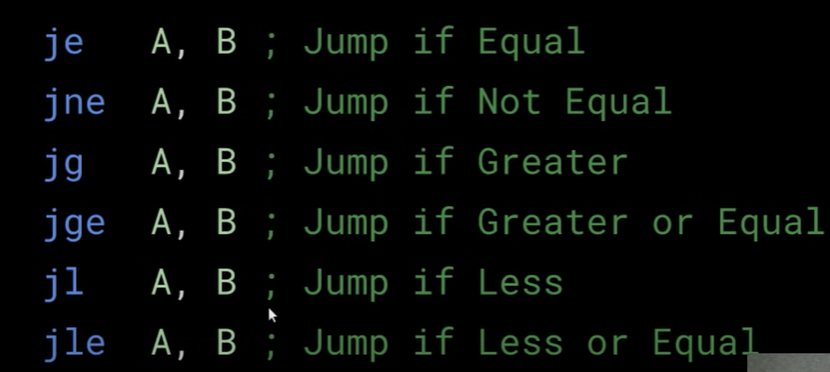 je A, B ; Jump if Equal
jne A, B ; Jump if Not Equal
jg A, B ; Jump if Greater
jge A, B ; Jump if Greater or Equal
jl A, B ; Jump if Less
jle A, B ; Jump if Less or Equal